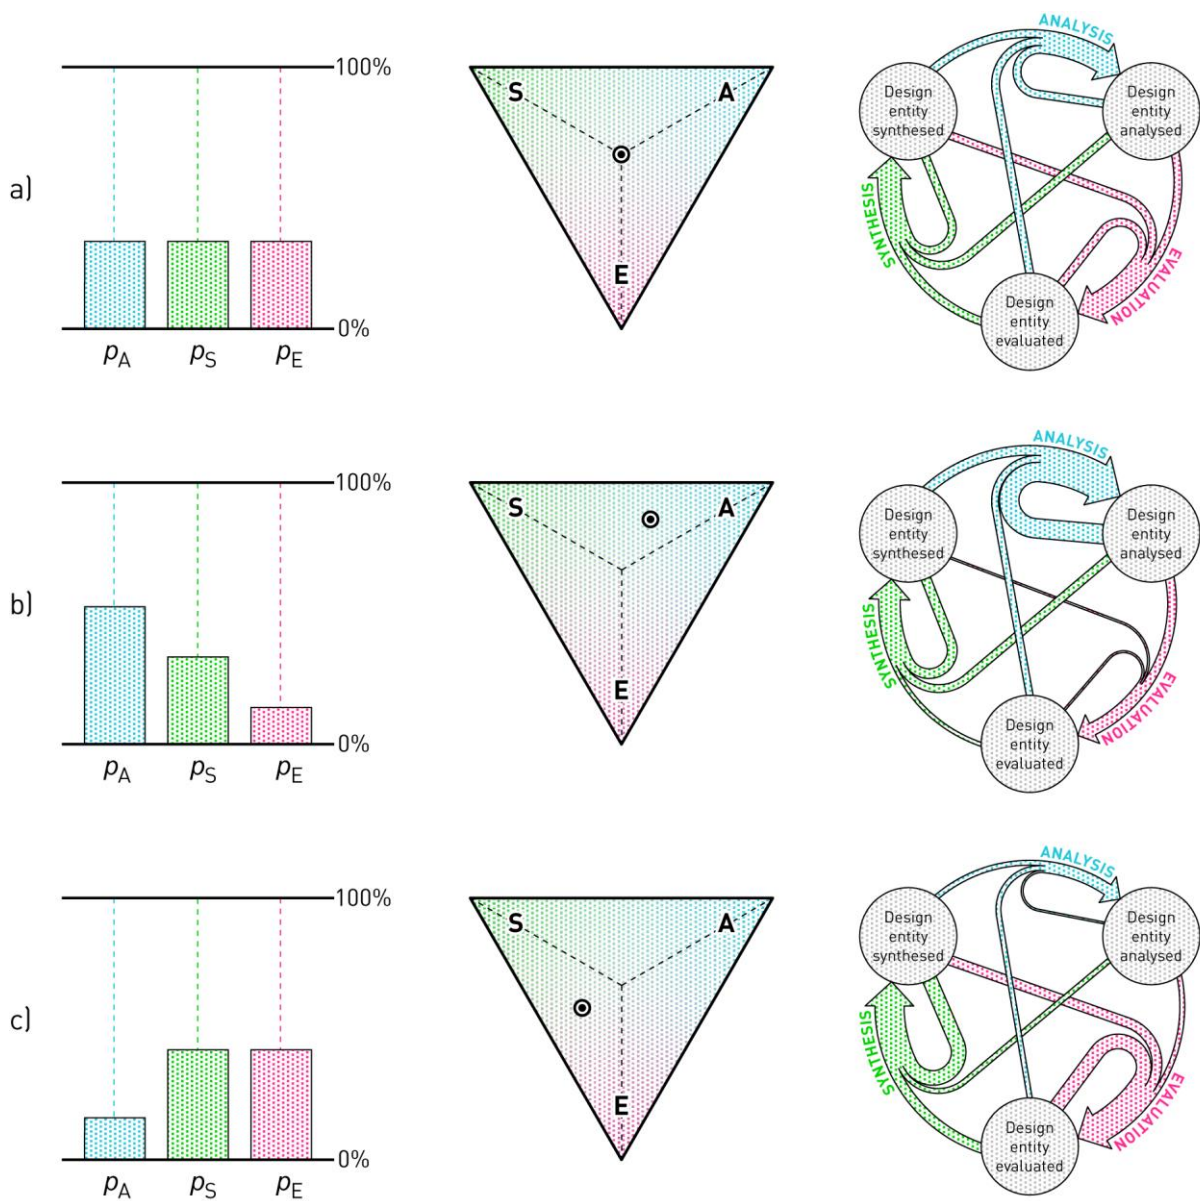 a)
100%
0%
pA pS pE
S A
E
ANALYSIS
SYNTHESIS
EVALUATION
Design
entity
synthesed
Design
entity
analysed
Design
entity
evaluated
b)
100%
0%
pA pS pE
S A
E
ANALYSIS
SYNTHESIS
EVALUATION
Design
entity
synthesed
Design
entity
analysed
Design
entity
evaluated
c)
100%
0%
pA pS pE
S A
E
ANALYSIS
SYNTHESIS
EVALUATION
Design
entity
synthesed
Design
entity
analysed
Design
entity
evaluated